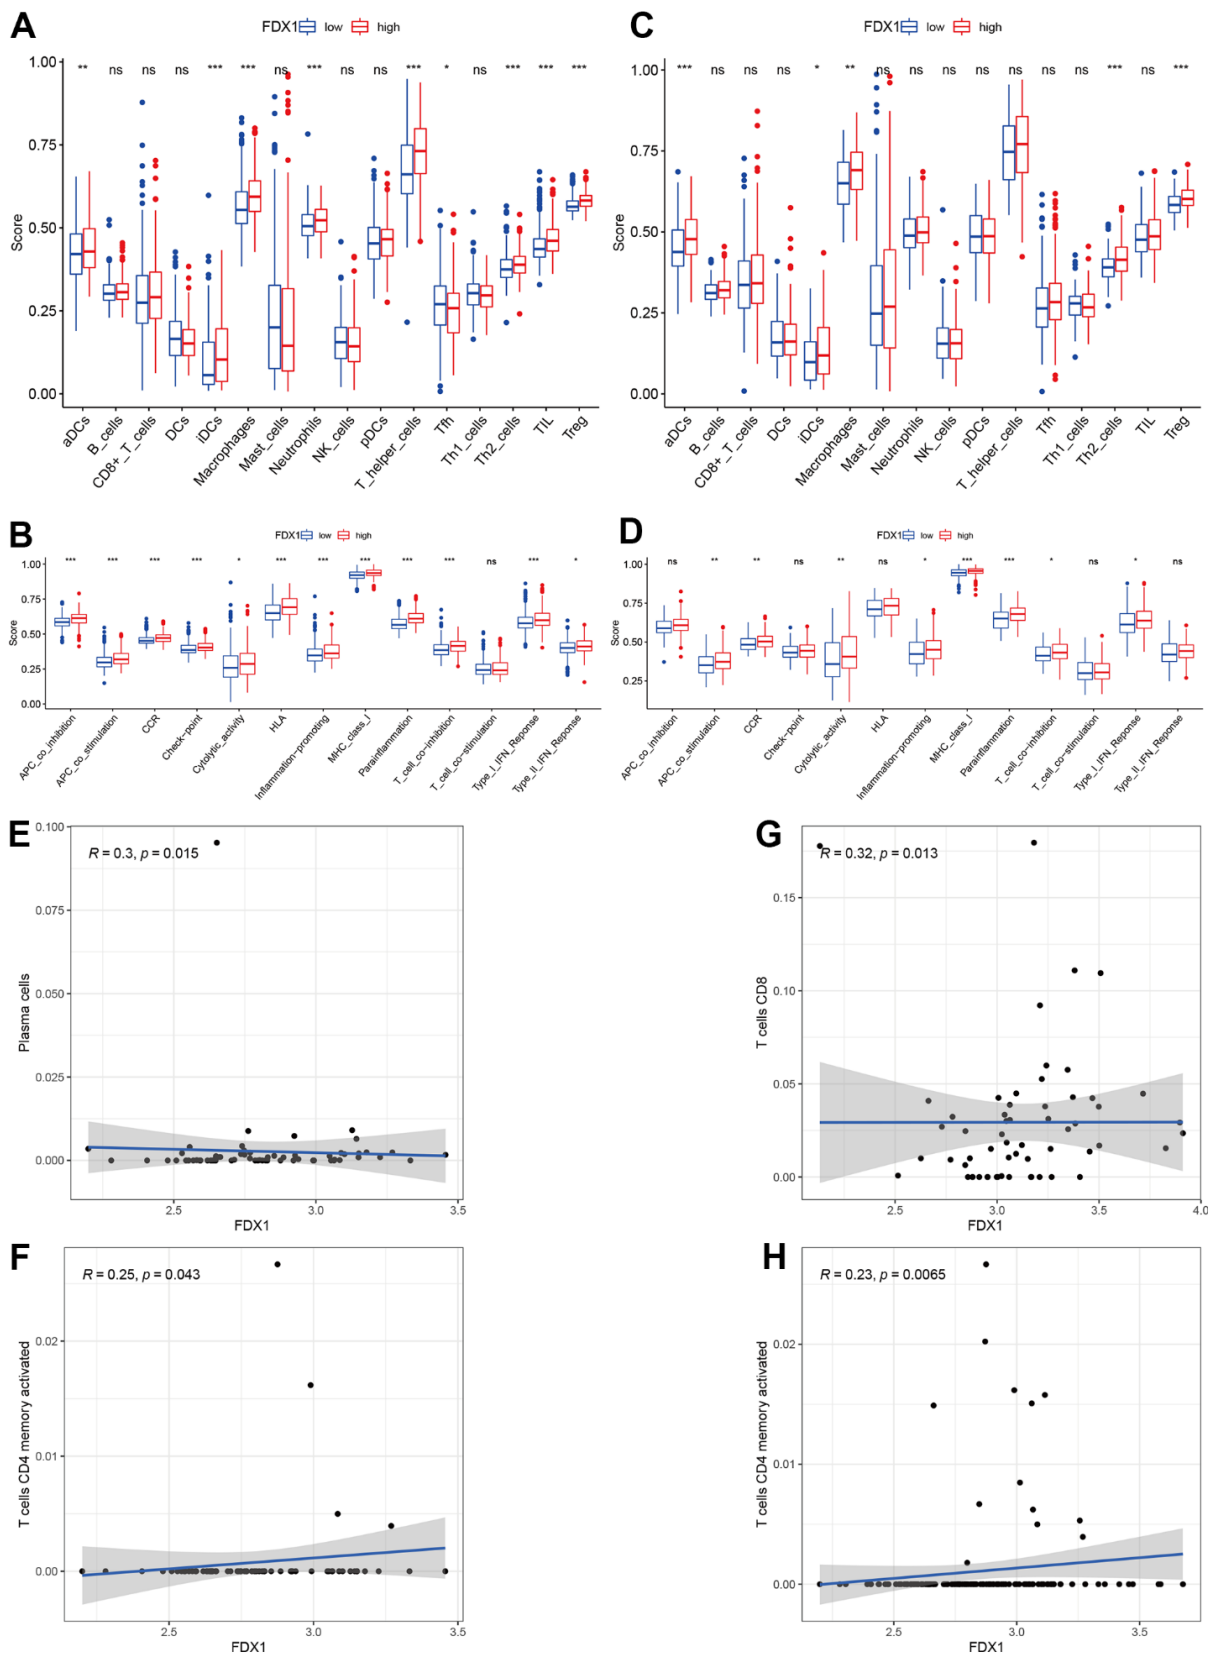 A
FDX1 low high
** ns ns ns *** *** ns *** ns ns *** * ns *** *** ***
Score
1.00
0.75
0.50
0.25
0.00
aDCs
B_cells
CD8+_T_cells
DCs
iDCs
Macrophages
Mast_cells
Neutrophils
NK_cells
pDCs
T_helper_cells
Tfh
Th1_cells
Th2_cells
TIL
Treg
C
FDX1 low high
*** ns ns ns * ** ns ns ns ns ns ns ns *** ns ***
Score
1.00
0.75
0.50
0.25
0.00
aDCs
B_cells
CD8+_T_cells
DCs
iDCs
Macrophages
Mast_cells
Neutrophils
NK_cells
pDCs
T_helper_cells
Tfh
Th1_cells
Th2_cells
TIL
Treg
B
FDX1 low high
*** *** *** *** * *** *** *** *** *** ns *** *
Score
1.00
0.75
0.50
0.25
0.00
APC_co_inhibition
APC_co_stimulation
CCR
Check-point
Cytolytic_activity
HLA
Inflammation-promoting
MHC_class_I
Parainflammation
T_cell_co-inhibition
T_cell_co-stimulation
Type_I_IFN_Reponse
Type_II_IFN_Reponse
D
FDX1 low high
ns ** ** ns ** ns * *** *** * ns * ns
Score
1.00
0.75
0.50
0.25
APC_co_inhibition
APC_co_stimulation
CCR
Check-point
Cytolytic_activity
HLA
Inflammation-promoting
MHC_class_I
Parainflammation
T_cell_co-inhibition
T_cell_co-stimulation
Type_I_IFN_Reponse
Type_II_IFN_Reponse
E
R = 0.3, p = 0.015
Plasma cells
0.100
0.075
0.050
0.025
0.000
2.5 3.0 3.5
FDX1
G
R = 0.32, p = 0.013
T cells CD8
0.15
0.10
0.05
0.00
2.5 3.0 3.5 4.0
FDX1
F
R = 0.25, p = 0.043
T cells CD4 memory activated
0.02
0.01
0.00
2.5 3.0 3.5
FDX1
H
R = 0.23, p = 0.0065
T cells CD4 memory activated
0.02
0.01
0.00
2.5 3.0 3.5
FDX1